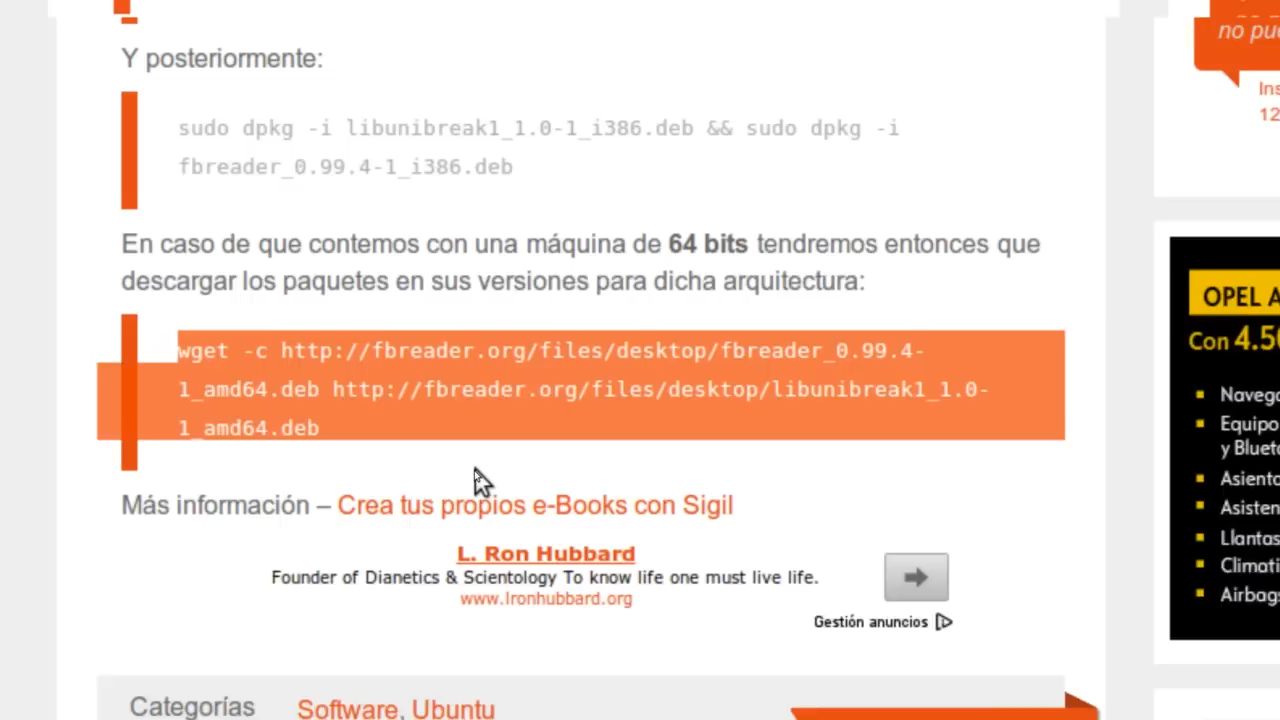 no pue
Ins
12
Y posteriormente:
sudo dpkg -i libunibreak1_1.0-1_i386.deb && sudo dpkg -i
fbreader_0.99.4-1_i386.deb
En caso de que contemos con una máquina de 64 bits tendremos entonces que
descargar los paquetes en sus versiones para dicha arquitectura:
wget -c http://fbreader.org/files/desktop/fbreader_0.99.4-
1_amd64.deb http://fbreader.org/files/desktop/libunibreak1_1.0-
1_amd64.deb
Más información – Crea tus propios e-Books con Sigil
L. Ron Hubbard
Founder of Dianetics & Scientology To know life one must live life.
www.lronhubbard.org
Gestión anuncios
Categorías Software, Ubuntu
OPEL A
Con 4.50
Navega
Equipo
y Blueto
Asiento
Asisten
Llantas
Climati
Airbags